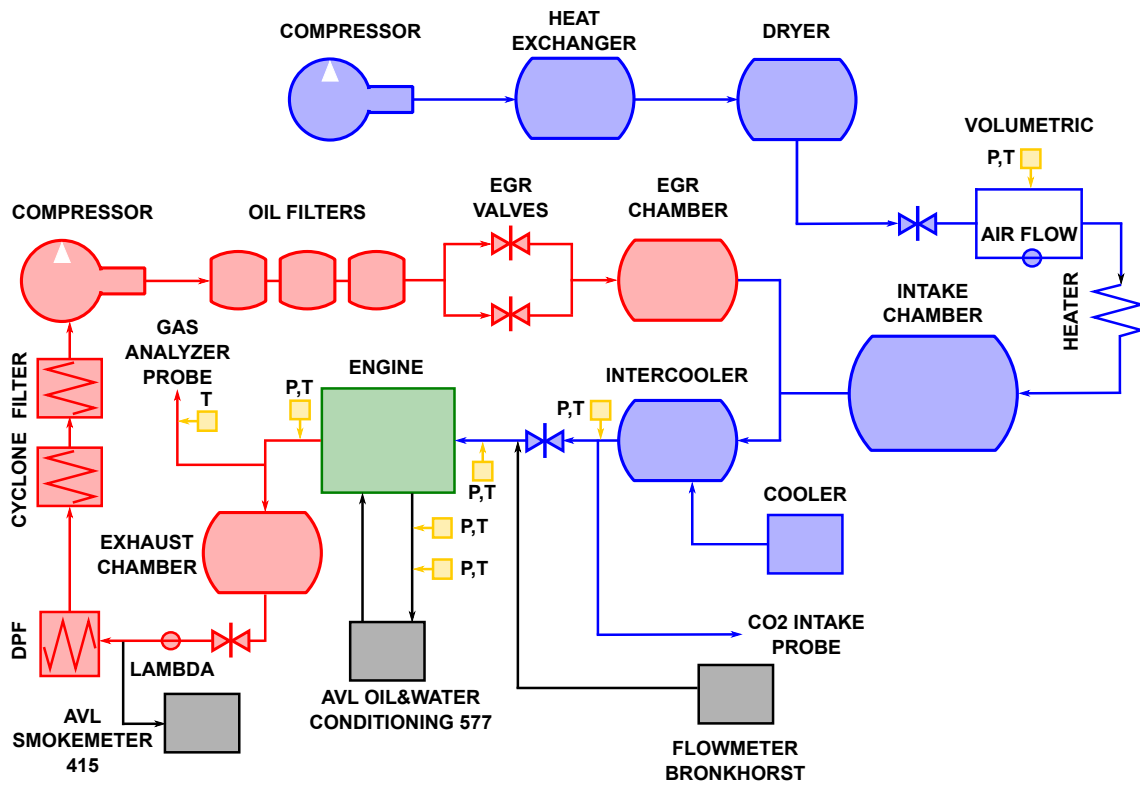 COMPRESSOR
HEAT
EXCHANGER
DRYER
VOLUMETRIC
P,T
AIR FLOW
HEATER
COMPRESSOR
OIL FILTERS
EGR
VALVES
EGR
CHAMBER
INTAKE
CHAMBER
GAS
ANALYZER
PROBE
T
P,T
ENGINE
P,T
INTERCOOLER
CYCLONE FILTER
P,T
COOLER
P,T
P,T
EXHAUST
CHAMBER
DPF
LAMBDA
CO2 INTAKE
PROBE
AVL
SMOKEMETER
415
AVL OIL&WATER
CONDITIONING 577
FLOWMETER
BRONKHORST